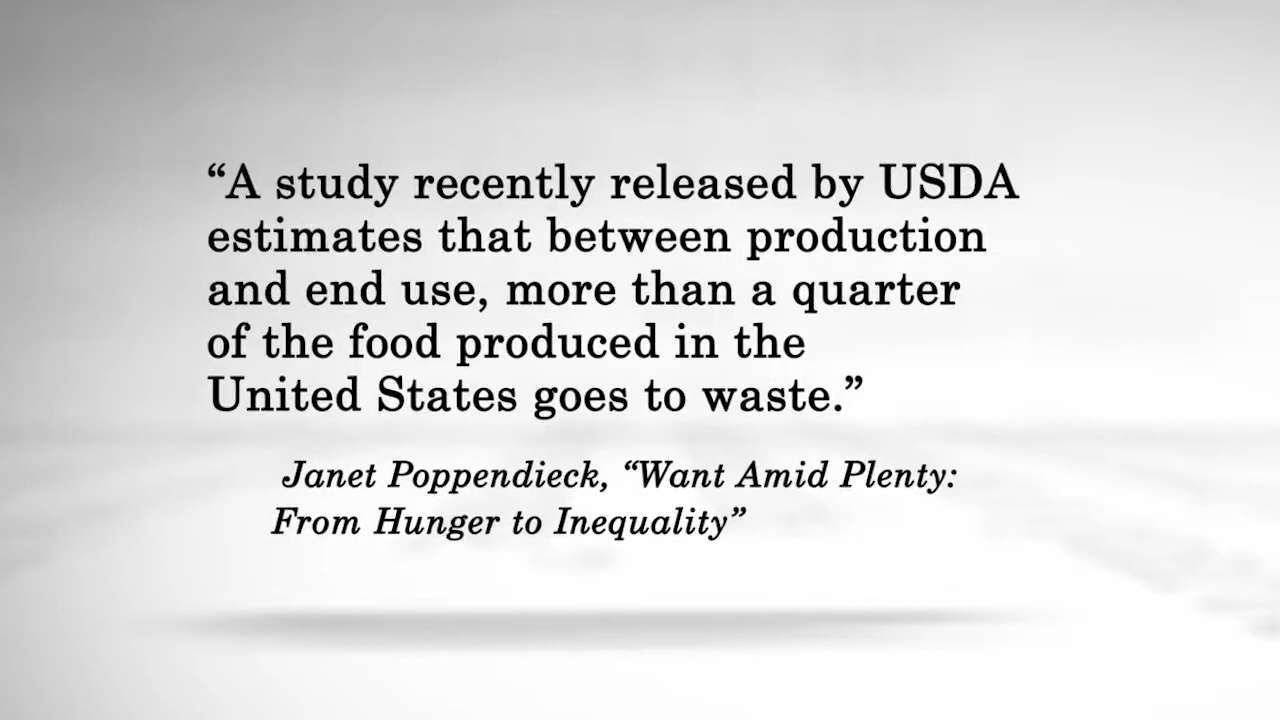 “A study recently released by USDA
estimates that between production
and end use, more than a quarter
of the food produced in the
United States goes to waste.”
Janet Poppendieck, “Want Amid Plenty:
From Hunger to Inequality”